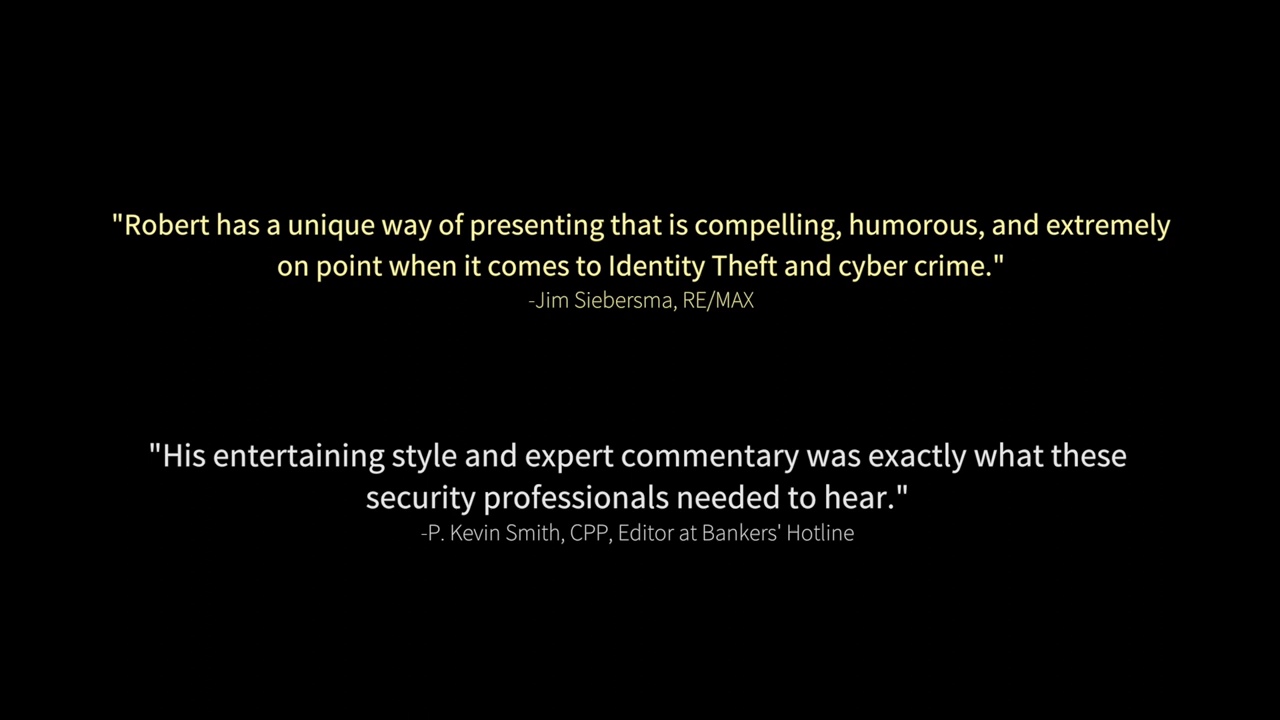 "Robert has a unique way of presenting that is compelling, humorous, and extremely
on point when it comes to Identity Theft and cyber crime."
-Jim Siebersma, RE/MAX
"His entertaining style and expert commentary was exactly what these
security professionals needed to hear."
-P. Kevin Smith, CPP, Editor at Bankers' Hotline